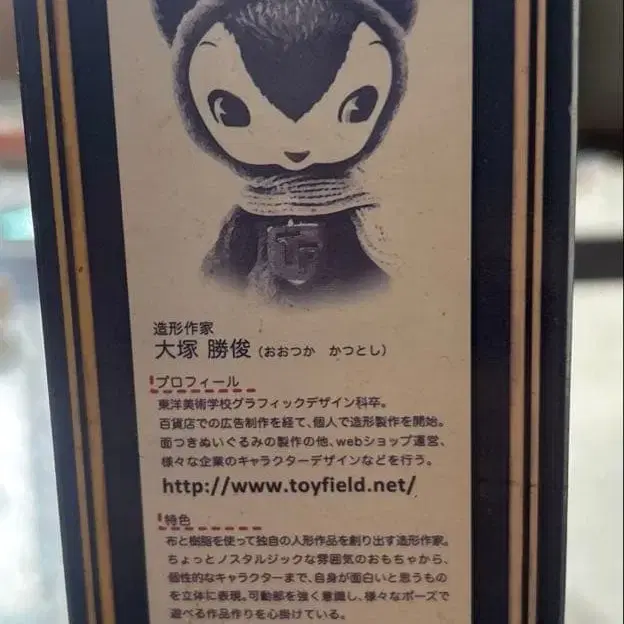 造形作家
大塚 勝俊（おおつか かつとし）
プロフィール
東洋美術学校グラフィックデザイン科卒。
百貨店での広告制作を経て、個人で造形製作を開始。
面つきぬいぐるみの製作の他、webショップ運営、
様々な企業のキャラクターデザインなどを行う。
http://www.toyfield.net/
特色
布と樹脂を使って独自の人形作品を創り出す造形作家。
ちょっとノスタルジックな雰囲気のおもちゃから、
個性的なキャラクターまで、自身が面白いと思うもの
を立体に表現。可動部を強く意識し、様々なポーズで
遊べる作品作りを心掛けている。